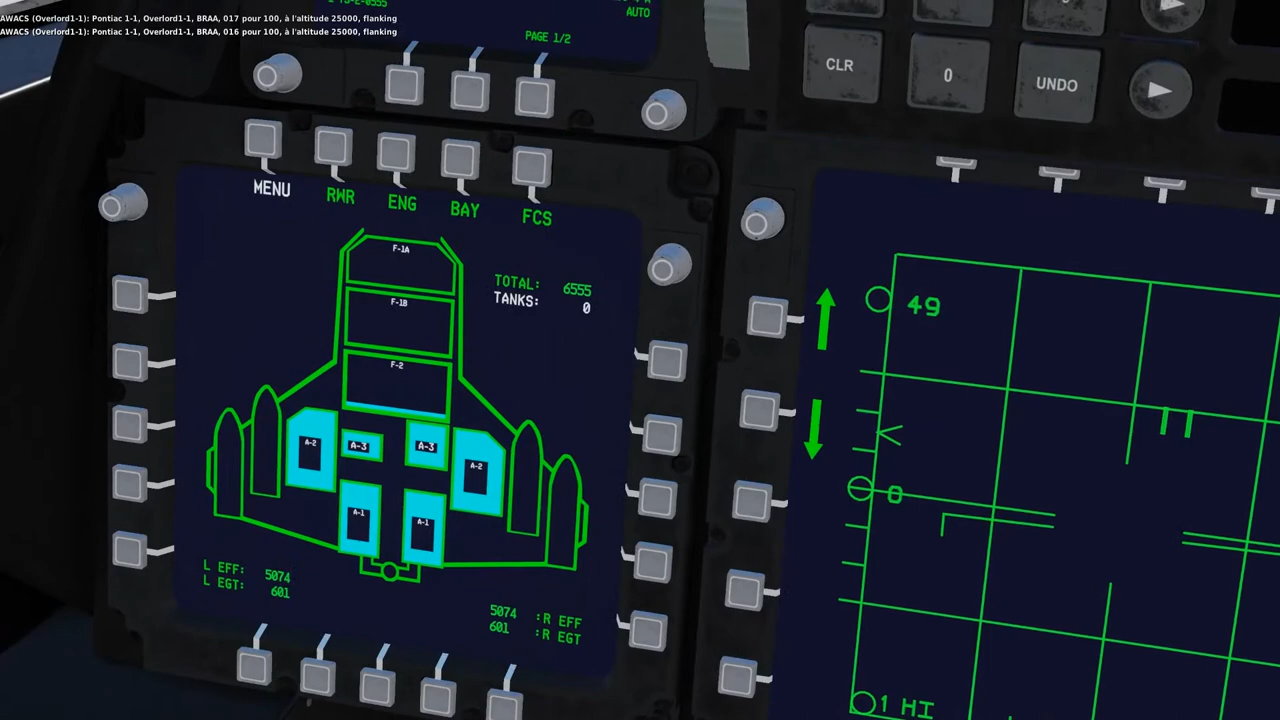 AWACS (Overlord1-1): Pontiac 1-1, Overlord1-1, BRAA, 017 pour 100, à l'altitude 25000, flanking
AWACS (Overlord1-1): Pontiac 1-1, Overlord1-1, BRAA, 016 pour 100, à l'altitude 25000, flanking
AUTO
PAGE 1/2
CLR
0
UNDO
MENU
RWR
ENG
BAY
FCS
F-1A
TOTAL: 6555
TANKS: 0
F-1B
F-2
A-2
A-3
A-3
A-2
A-1
A-1
L EFF: 5074
L EGT: 601
5074 :R EFF
601 :R EGT
49
0
1 HI